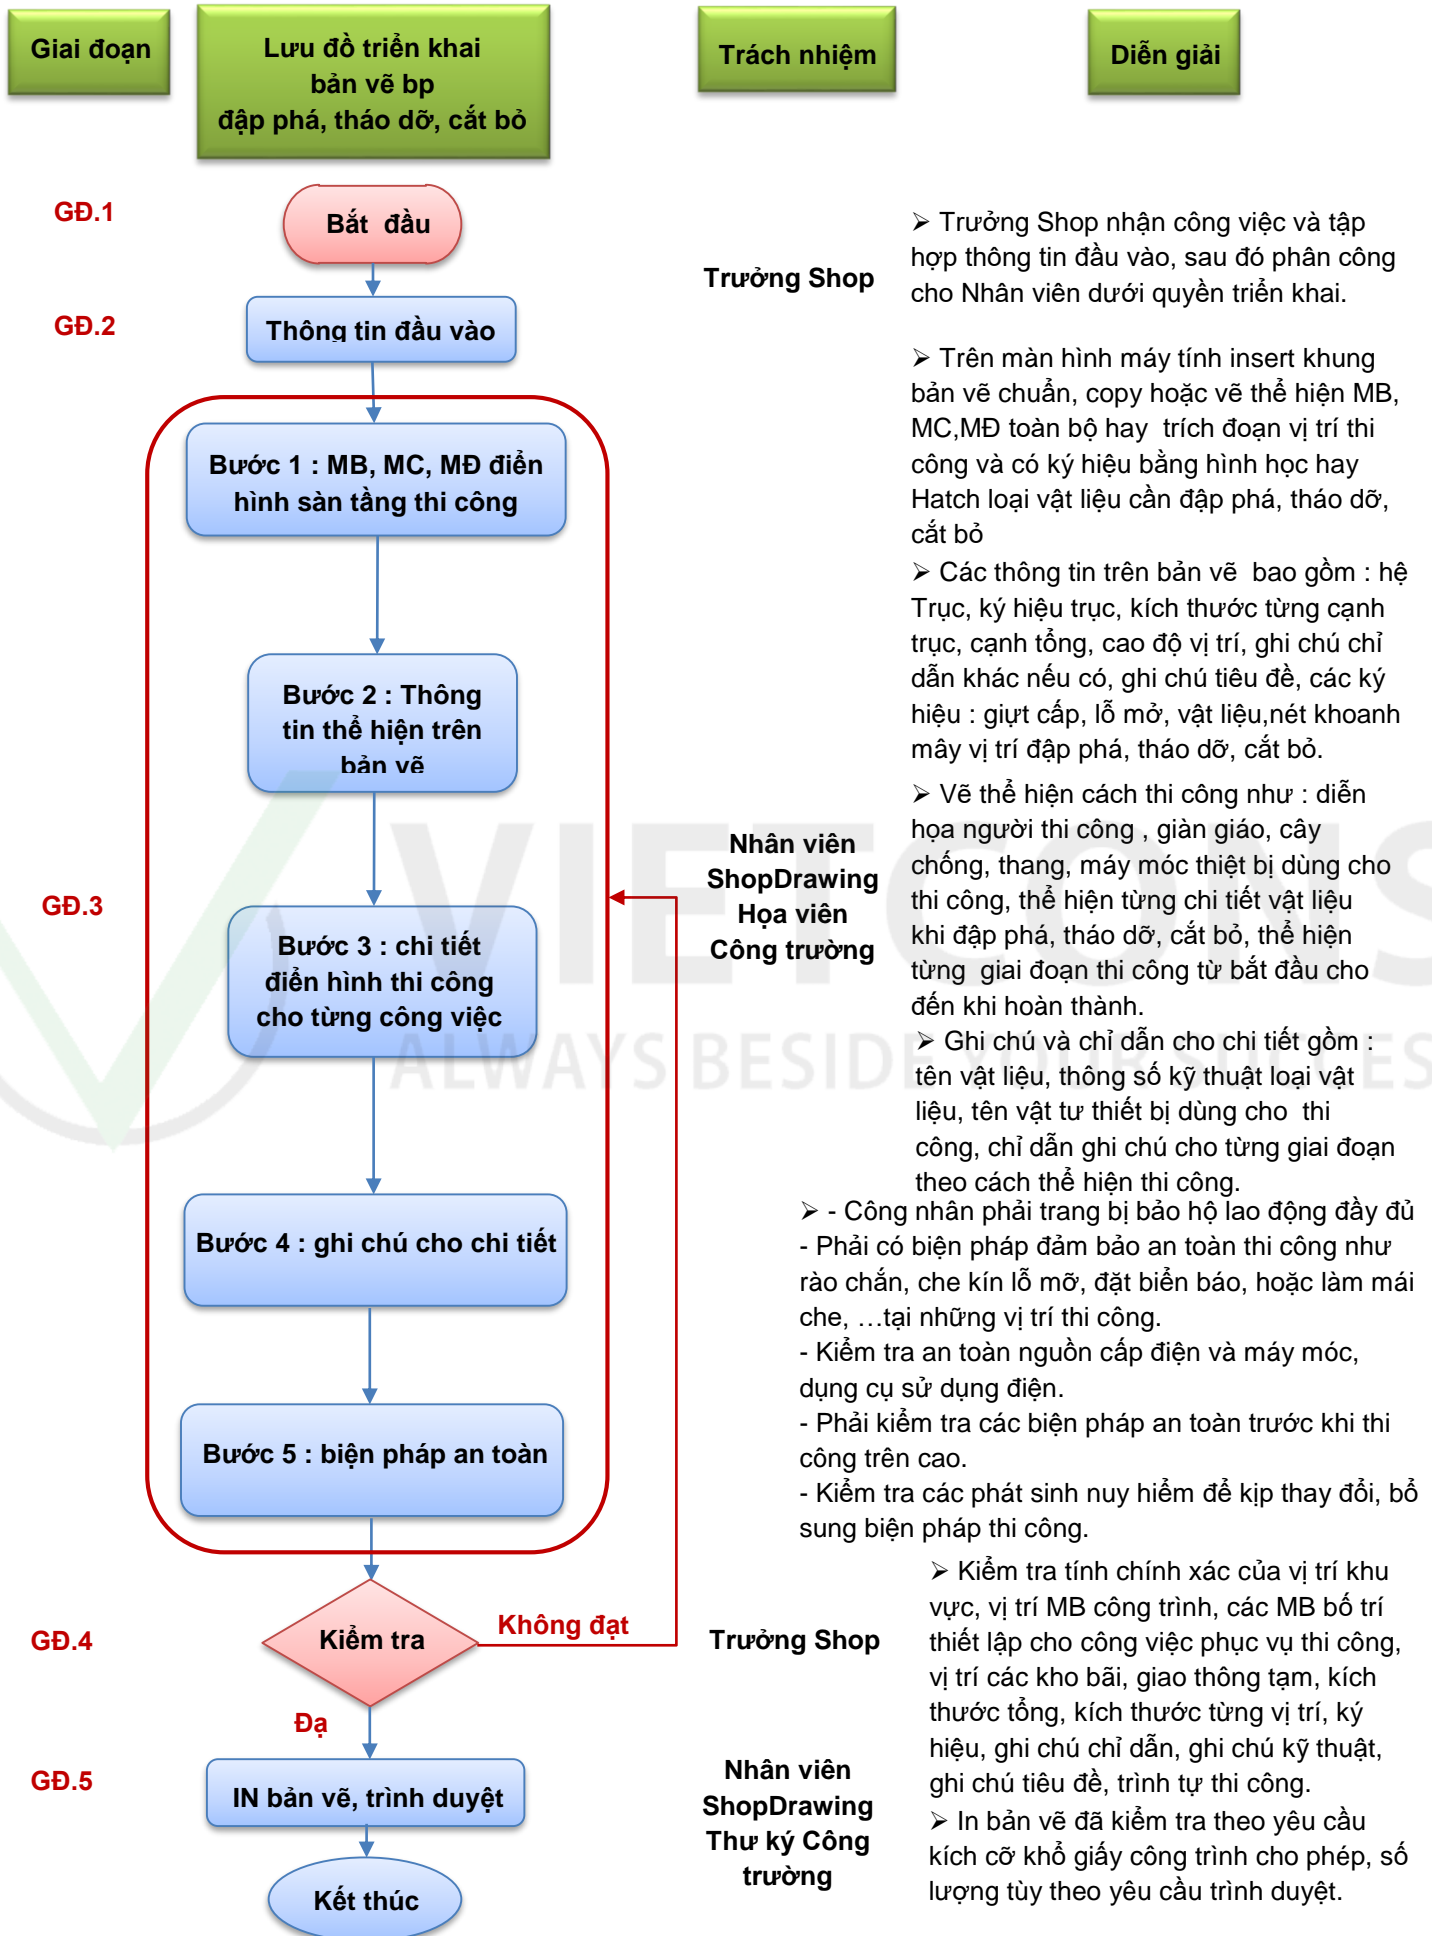 Giai đoạn
Lưu đồ triển khai
bản vẽ bp
đập phá, tháo dỡ, cắt bỏ
Trách nhiệm
Diễn giải
GĐ.1
Bắt đầu
Trưởng Shop
➢ Trưởng Shop nhận công việc và tập
hợp thông tin đầu vào, sau đó phân công
cho Nhân viên dưới quyền triển khai.
GĐ.2
Thông tin đầu vào
➢ Trên màn hình máy tính insert khung
bản vẽ chuẩn, copy hoặc vẽ thể hiện MB,
MC,MĐ toàn bộ hay trích đoạn vị trí thi
công và có ký hiệu bằng hình học hay
Hatch loại vật liệu cần đập phá, tháo dỡ,
cắt bỏ
Bước 1 : MB, MC, MĐ điển
hình sàn tầng thi công
➢ Các thông tin trên bản vẽ bao gồm : hệ
Trục, ký hiệu trục, kích thước từng cạnh
trục, cạnh tổng, cao độ vị trí, ghi chú chỉ
dẫn khác nếu có, ghi chú tiêu đề, các ký
hiệu : giựt cấp, lỗ mở, vật liệu,nét khoanh
mây vị trí đập phá, tháo dỡ, cắt bỏ.
Bước 2 : Thông
tin thể hiện trên
bản vẽ
GĐ.3
Nhân viên
ShopDrawing
Họa viên
Công trường
➢ Vẽ thể hiện cách thi công như : diễn
họa người thi công , giàn giáo, cây
chống, thang, máy móc thiệt bị dùng cho
thi công, thể hiện từng chi tiết vật liệu
khi đập phá, tháo dỡ, cắt bỏ, thể hiện
từng giai đoạn thi công từ bắt đầu cho
đến khi hoàn thành.
Bước 3 : chi tiết
điển hình thi công
cho từng công việc
➢ Ghi chú và chỉ dẫn cho chi tiết gồm :
tên vật liệu, thông số kỹ thuật loại vật
liệu, tên vật tư thiết bị dùng cho thi
công, chỉ dẫn ghi chú cho từng giai đoạn
theo cách thể hiện thi công.
Bước 4 : ghi chú cho chi tiết
➢ - Công nhân phải trang bị bảo hộ lao động đầy đủ
- Phải có biện pháp đảm bảo an toàn thi công như
rào chắn, che kín lỗ mỡ, đặt biển báo, hoặc làm mái
che, …tại những vị trí thi công.
- Kiểm tra an toàn nguồn cấp điện và máy móc,
dụng cụ sử dụng điện.
- Phải kiểm tra các biện pháp an toàn trước khi thi
công trên cao.
- Kiểm tra các phát sinh nuy hiểm để kịp thay đổi, bổ
sung biện pháp thi công.
Bước 5 : biện pháp an toàn
GĐ.4
Kiểm tra
Không đạt
Đạ
Trưởng Shop
➢ Kiểm tra tính chính xác của vị trí khu
vực, vị trí MB công trình, các MB bố trí
thiết lập cho công việc phục vụ thi công,
vị trí các kho bãi, giao thông tạm, kích
thước tổng, kích thước từng vị trí, ký
hiệu, ghi chú chỉ dẫn, ghi chú kỹ thuật,
ghi chú tiêu đề, trình tự thi công.
GĐ.5
IN bản vẽ, trình duyệt
Nhân viên
ShopDrawing
Thư ký Công
trường
➢ In bản vẽ đã kiểm tra theo yêu cầu
kích cỡ khổ giấy công trình cho phép, số
lượng tùy theo yêu cầu trình duyệt.
Kết thúc
VIETCONS
ALWAYS BESIDE YOUR SUCCES